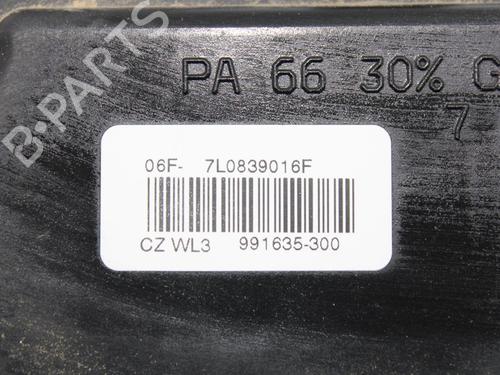 B-PARTS
PA 66 30% G
7
06F- 7L0839016F
CZ WL3 991635-300